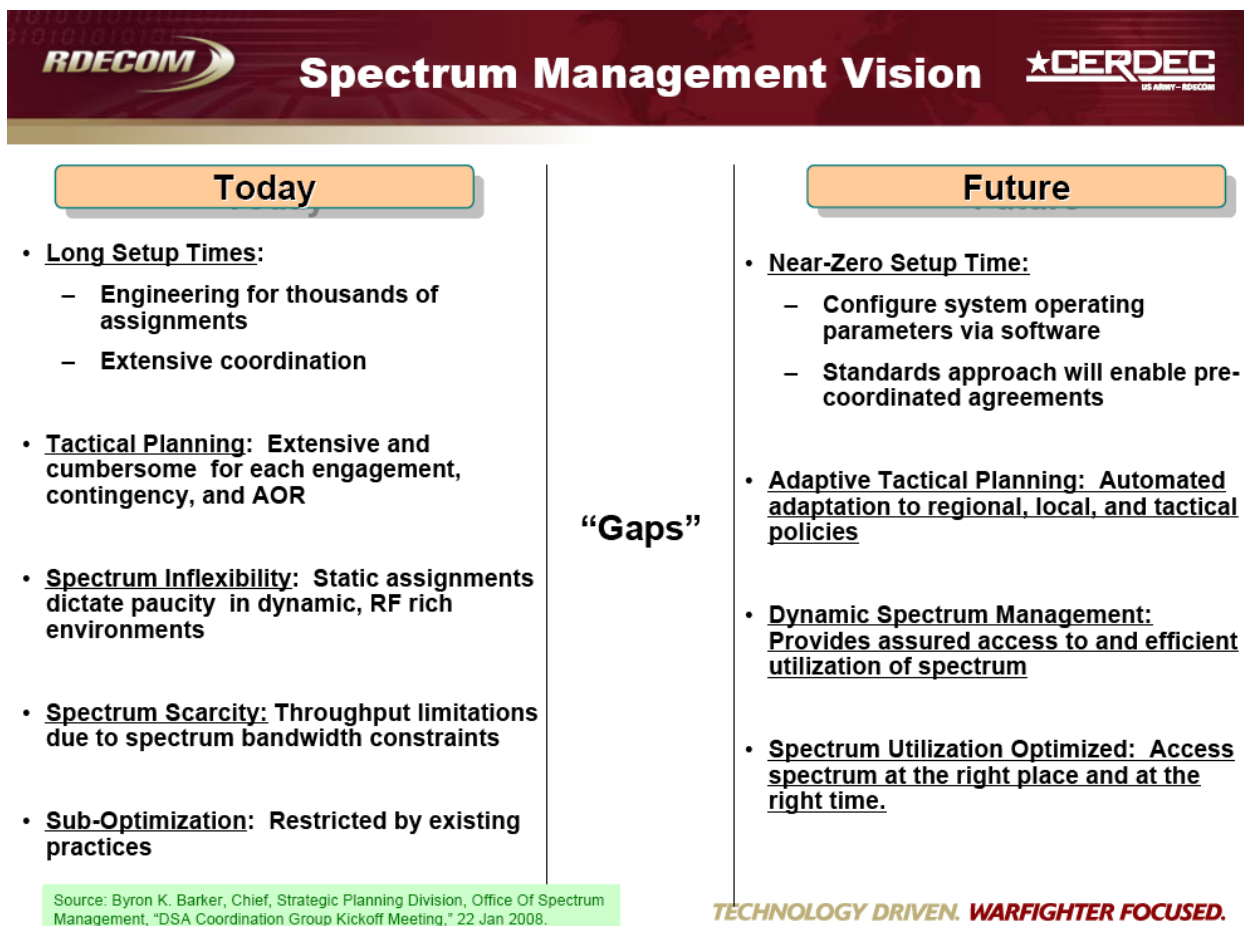 RDECOM
Spectrum Management Vision
★CERDEC
US ARMY – RDECOM
Today
• Long Setup Times:
– Engineering for thousands of
assignments
– Extensive coordination
• Tactical Planning: Extensive and
cumbersome for each engagement,
contingency, and AOR
• Spectrum Inflexibility: Static assignments
dictate paucity in dynamic, RF rich
environments
• Spectrum Scarcity: Throughput limitations
due to spectrum bandwidth constraints
• Sub-Optimization: Restricted by existing
practices
“Gaps”
Future
• Near-Zero Setup Time:
– Configure system operating
parameters via software
– Standards approach will enable pre-
coordinated agreements
• Adaptive Tactical Planning: Automated
adaptation to regional, local, and tactical
policies
• Dynamic Spectrum Management:
Provides assured access to and efficient
utilization of spectrum
• Spectrum Utilization Optimized: Access
spectrum at the right place and at the
right time.
Source: Byron K. Barker, Chief, Strategic Planning Division, Office Of Spectrum
Management, “DSA Coordination Group Kickoff Meeting,” 22 Jan 2008.
TECHNOLOGY DRIVEN. WARFIGHTER FOCUSED.